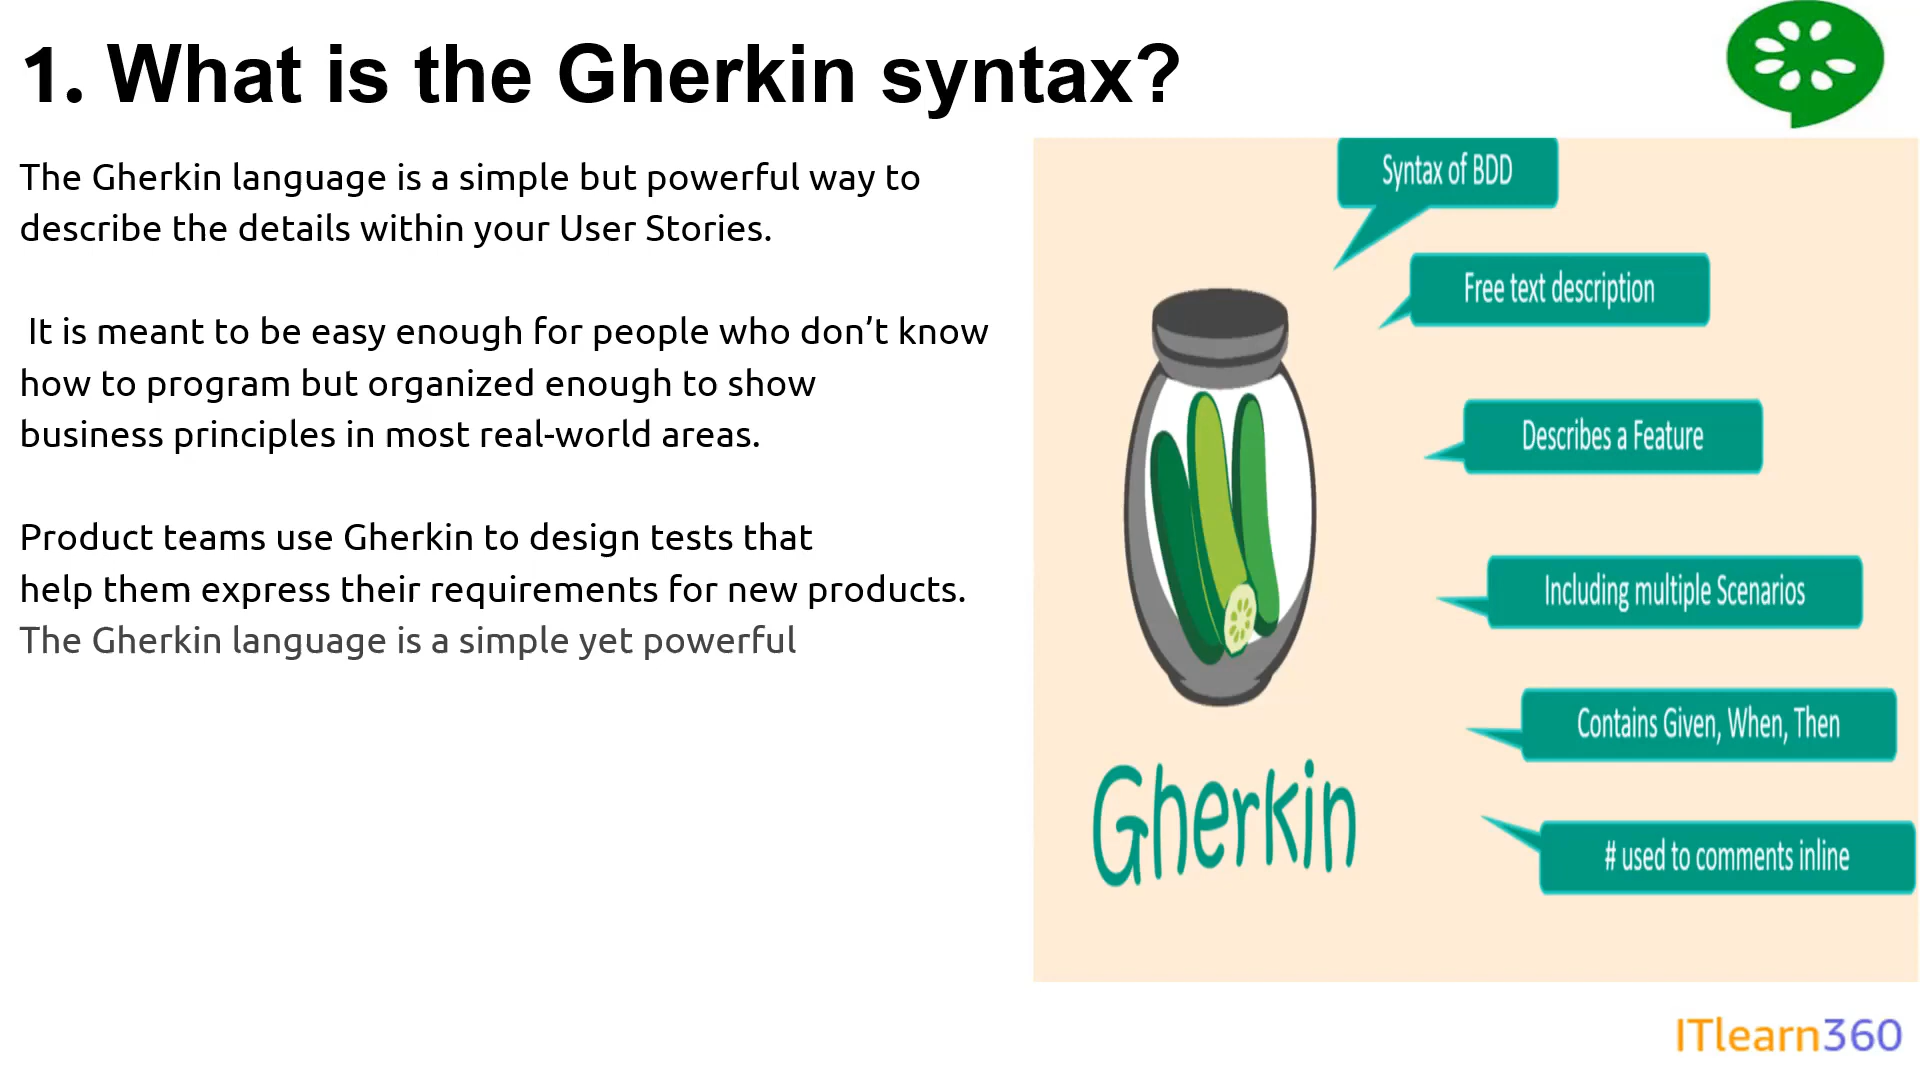 1. What is the Gherkin syntax?
The Gherkin language is a simple but powerful way to
describe the details within your User Stories.
It is meant to be easy enough for people who don’t know
how to program but organized enough to show
business principles in most real-world areas.
Product teams use Gherkin to design tests that
help them express their requirements for new products.
The Gherkin language is a simple yet powerful
Syntax of BDD
Free text description
Describes a Feature
Including multiple Scenarios
Contains Given, When, Then
# used to comments inline
Gherkin
ITlearn360